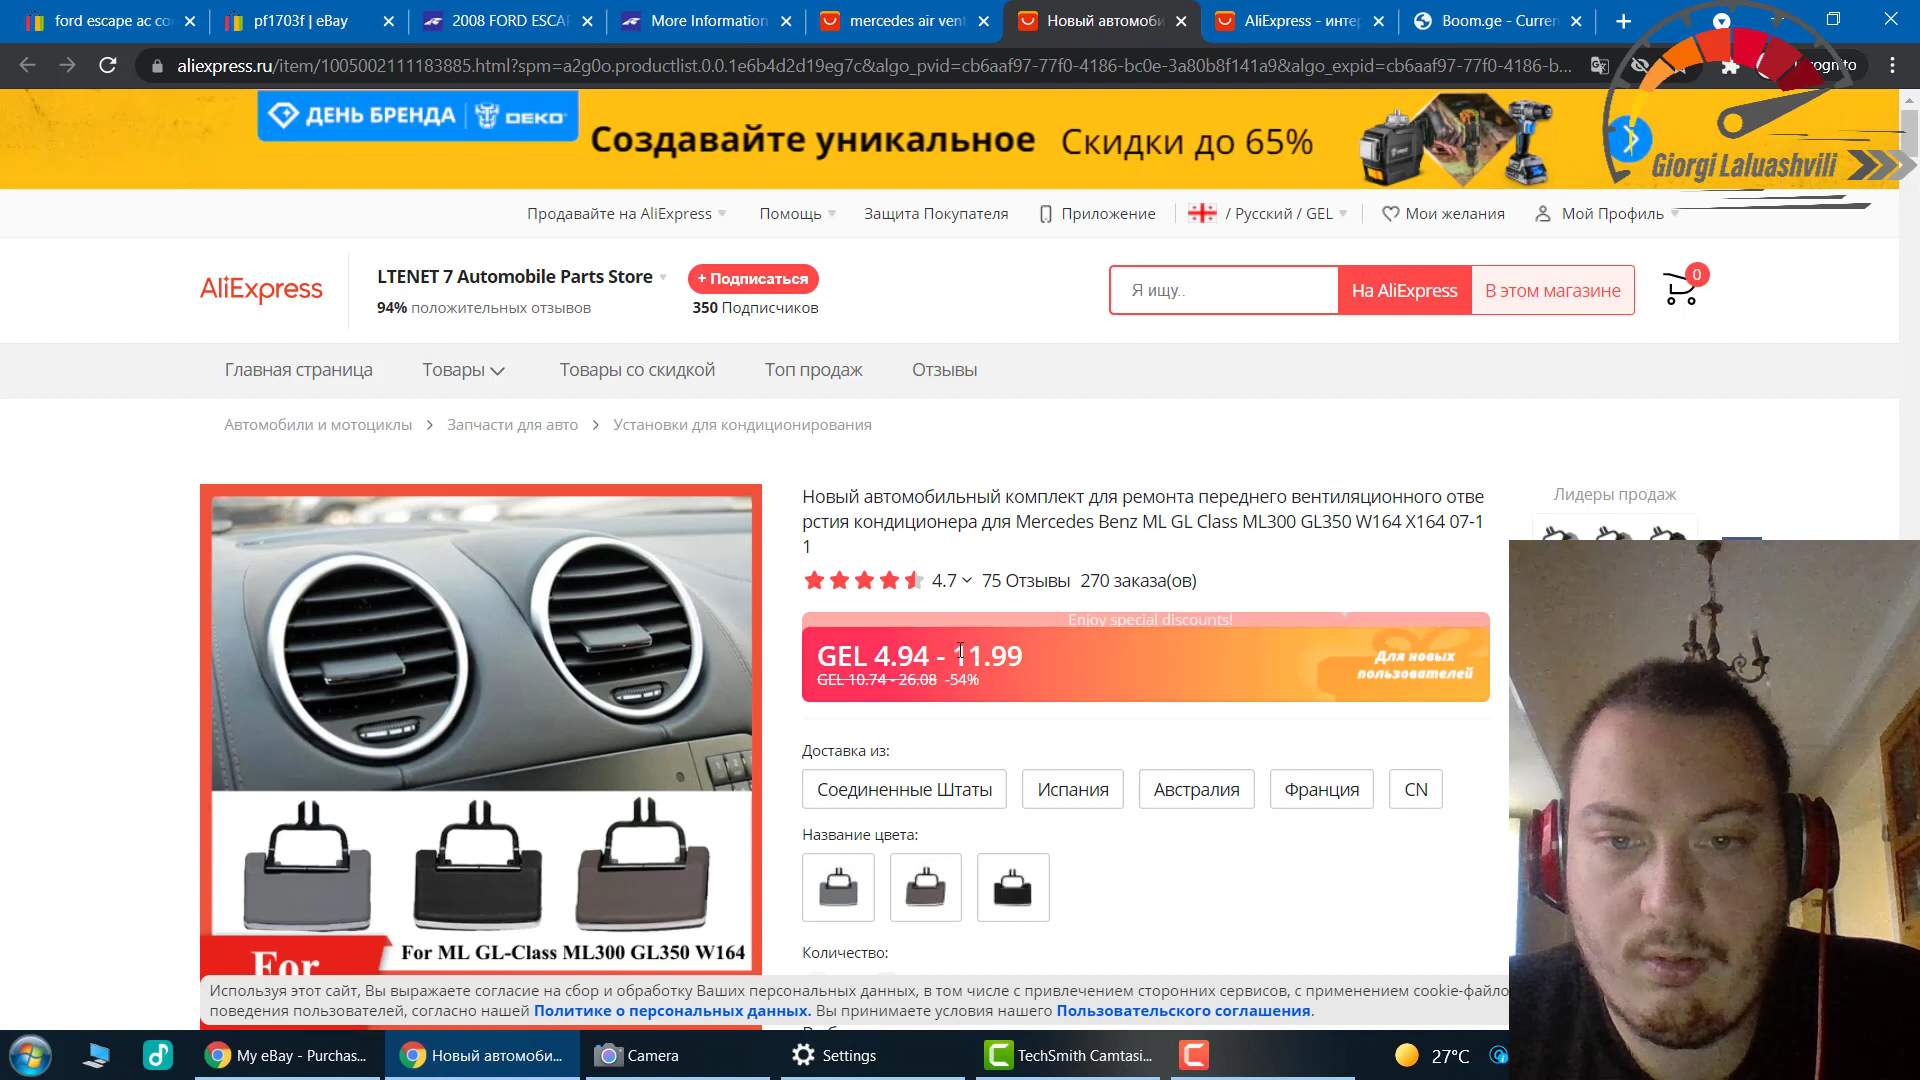 ford escape ac co
pf1703f | eBay
2008 FORD ESCA
More Information
mercedes air vent
Новый автомоби
AliExpress - интер
Boom.ge - Curren
aliexpress.ru/item/1005002111183885.html?spm=a2g0o.productlist.0.0.1e6b4d2d19eg7c&algo_pvid=cb6aaf97-77f0-4186-bc0e-3a80b8f141a9&algo_expid=cb6aaf97-77f0-4186-b...
ognito
ДЕНЬ БРЕНДА
DEKO
Создавайте уникальное
Скидки до 65%
Giorgi Laluashvili
Продавайте на AliExpress
Помощь
Защита Покупателя
Приложение
/ Русский / GEL
Мои желания
Мой Профиль
AliExpress
LTENET 7 Automobile Parts Store
+ Подписаться
94% положительных отзывов
350 Подписчиков
Я ищу..
На AliExpress
В этом магазине
0
Главная страница
Товары
Товары со скидкой
Топ продаж
Отзывы
Автомобили и мотоциклы
Запчасти для авто
Установки для кондиционирования
Новый автомобильный комплект для ремонта переднего вентиляционного отве
рстия кондиционера для Mercedes Benz ML GL Class ML300 GL350 W164 X164 07-1
1
Лидеры продаж
4.7
75 Отзывы
270 заказа(ов)
Enjoy special discounts!
GEL 4.94 - 11.99
GEL 10.74 - 26.08 -54%
Для новых
пользователей
Доставка из:
Соединенные Штаты
Испания
Австралия
Франция
CN
Название цвета:
For ML GL-Class ML300 GL350 W164
For
Количество:
Используя этот сайт, Вы выражаете согласие на сбор и обработку Ваших персональных данных, в том числе с привлечением сторонних сервисов, с применением cookie-файло
поведения пользователей, согласно нашей Политике о персональных данных. Вы принимаете условия нашего Пользовательского соглашения.
My eBay - Purchas...
Новый автомоби...
Camera
Settings
TechSmith Camtasi...
27°C